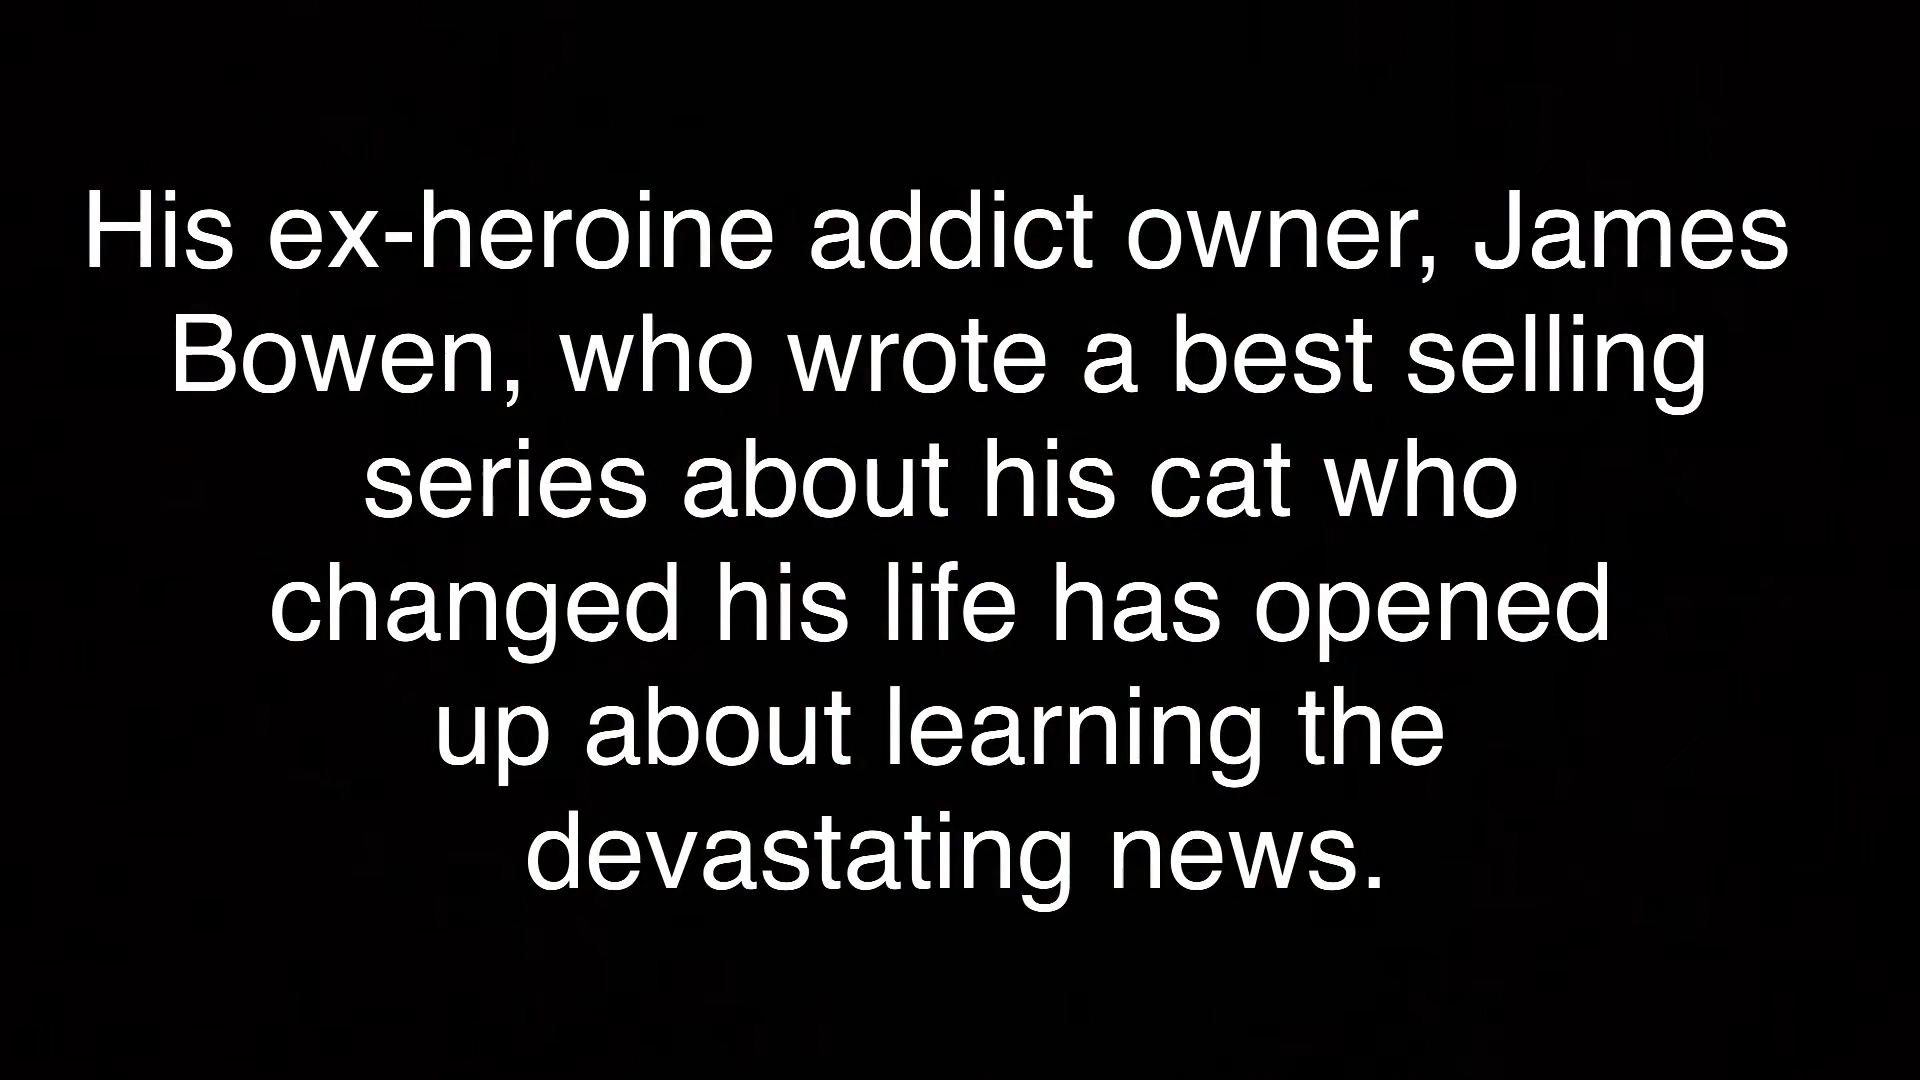 His ex-heroine addict owner, James
Bowen, who wrote a best selling
series about his cat who
changed his life has opened
up about learning the
devastating news.